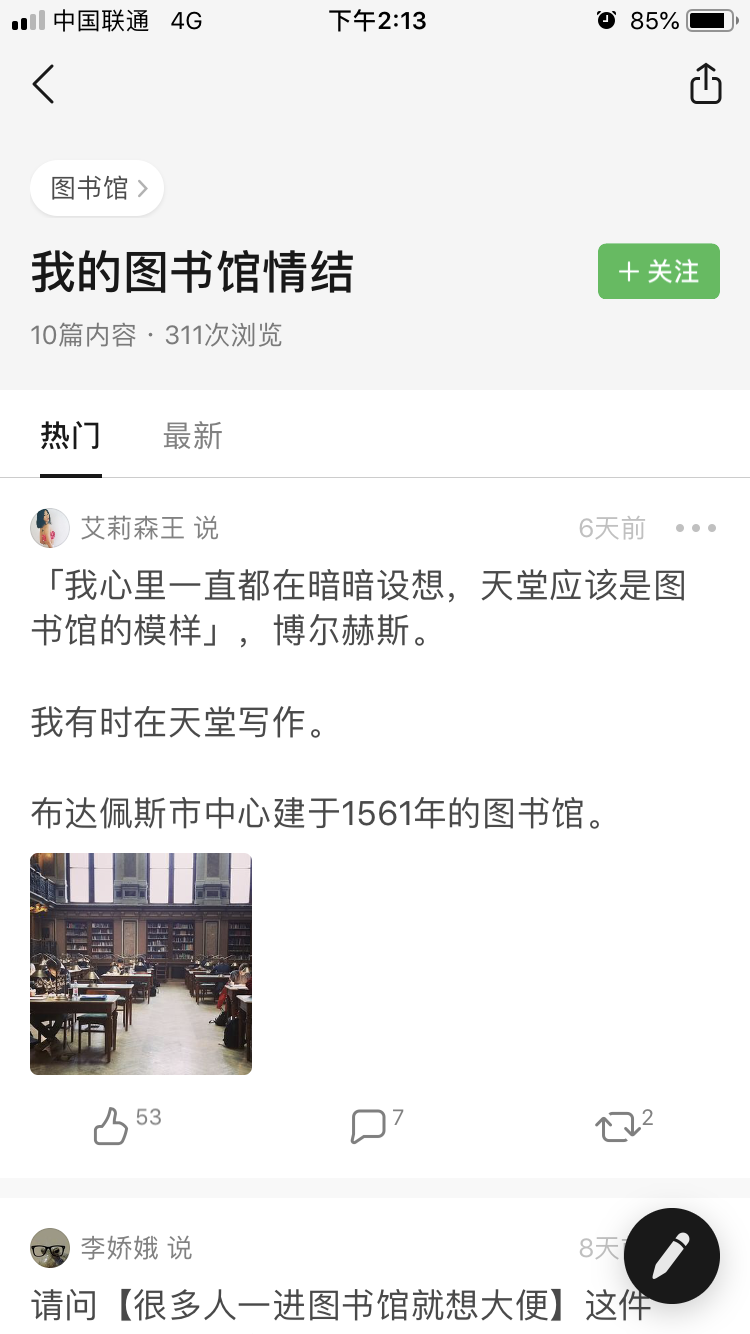 中国联通 4G 下午2:13 85%
图书馆
我的图书馆情结
＋关注
10篇内容 · 311次浏览
热门 最新
艾莉森王 说 6天前
「我心里一直都在暗暗设想，天堂应该是图
书馆的模样」，博尔赫斯。
我有时在天堂写作。
布达佩斯市中心建于1561年的图书馆。
53 7 2
李娇娥 说 8天
请问【很多人一进图书馆就想大便】这件